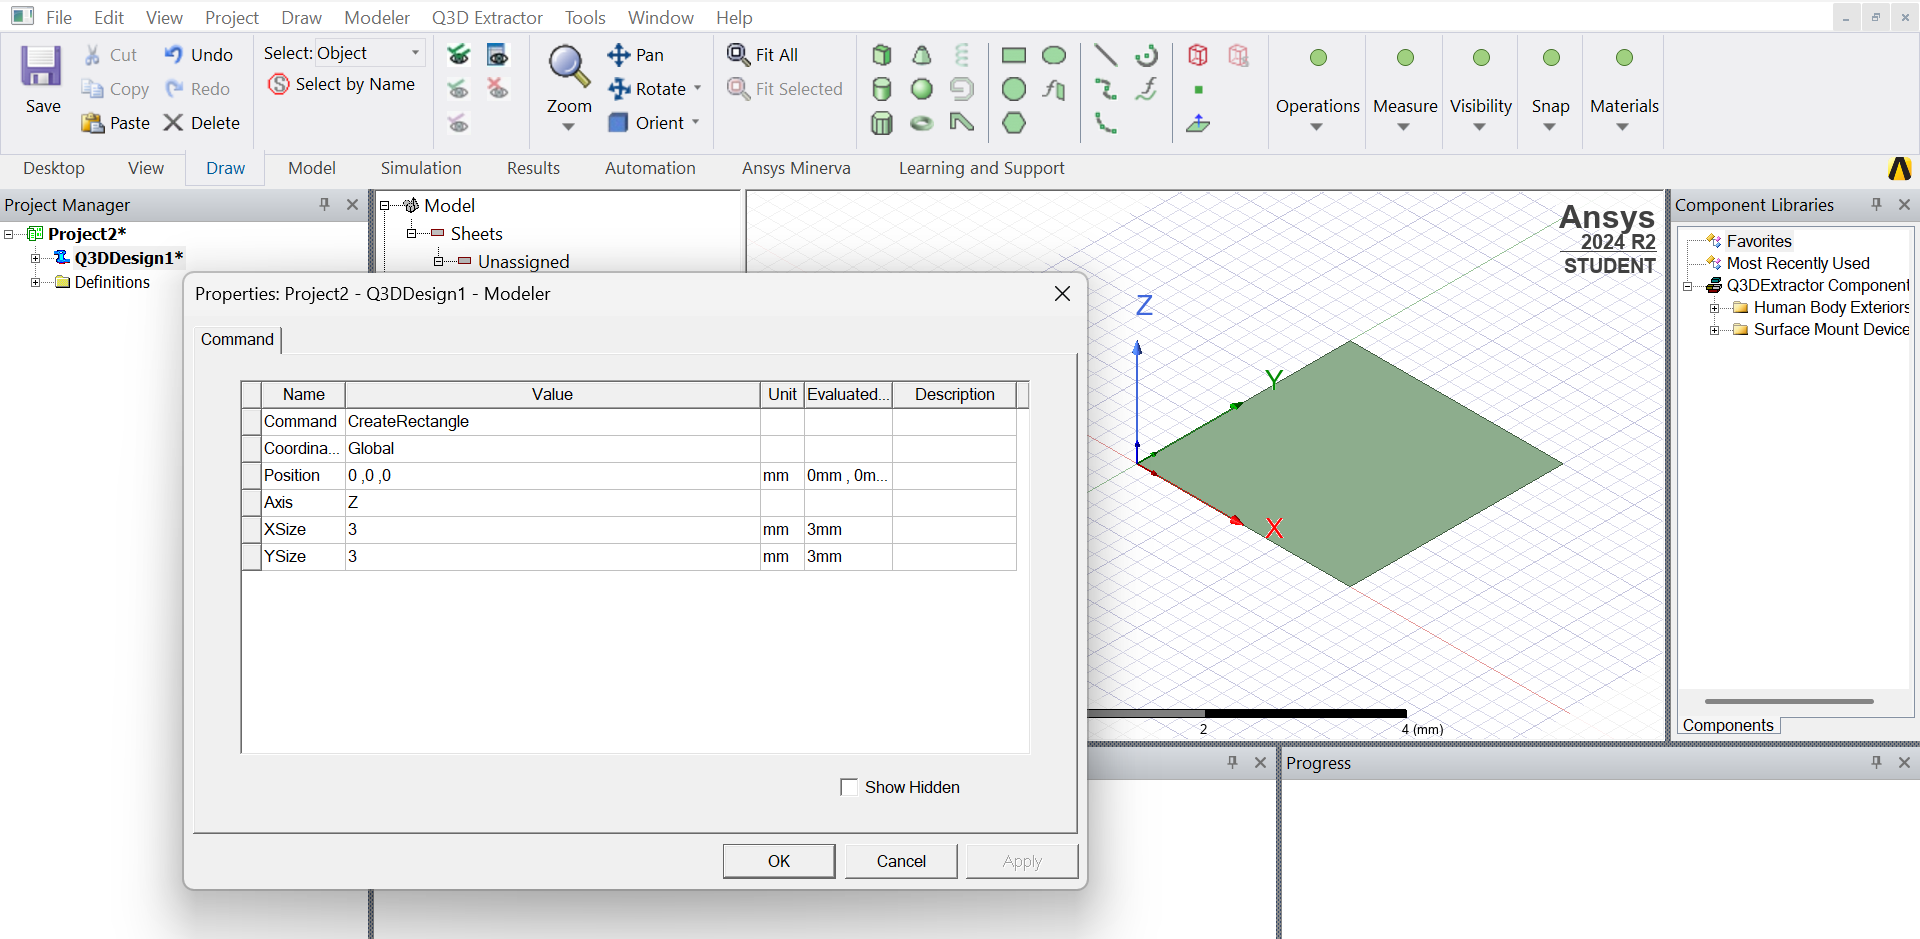 File Edit View Project Draw Modeler Q3D Extractor Tools Window Help
Save
Cut
Copy
Paste
Undo
Redo
Delete
Select: Object
Select by Name
Zoom
Pan
Rotate
Orient
Fit All
Fit Selected
Operations
Measure
Visibility
Snap
Materials
Desktop View Draw Model Simulation Results Automation Ansys Minerva Learning and Support
Project Manager
Project2*
Q3DDesign1*
Definitions
Model
Sheets
Unassigned
Properties: Project2 - Q3DDesign1 - Modeler
Command
Name Value Unit Evaluated... Description
Command CreateRectangle
Coordina... Global
Position 0 ,0 ,0 mm 0mm , 0m...
Axis Z
XSize 3 mm 3mm
YSize 3 mm 3mm
Show Hidden
OK Cancel Apply
Ansys
2024 R2
STUDENT
Z
Y
X
2 4 (mm)
Component Libraries
Favorites
Most Recently Used
Q3DExtractor Component
Human Body Exteriors
Surface Mount Device
Components
Progress